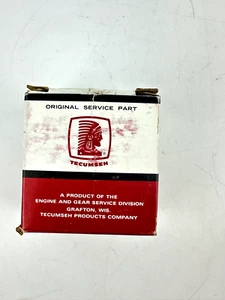 ORIGINAL SERVICE PART
TECUMSEH
A PRODUCT OF THE
ENGINE AND GEAR SERVICE DIVISION
GRAFTON, WIS.
TECUMSEH PRODUCTS COMPANY